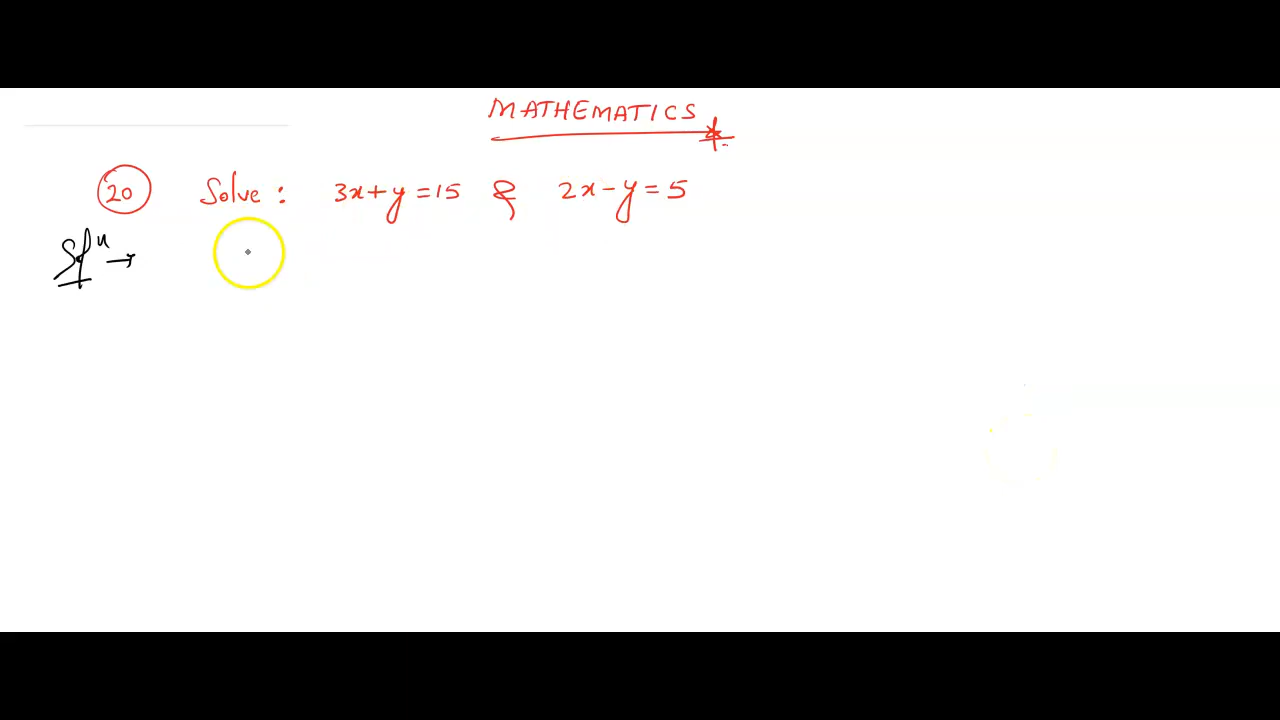 MATHEMATICS
20 Solve : 3x+y=15 & 2x-y=5
Solⁿ →